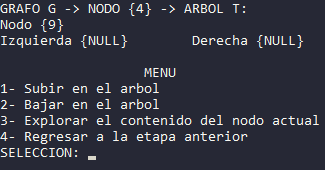 GRAFO G -> NODO {4} -> ARBOL T:
Nodo {9}
Izquierda {NULL} Derecha {NULL}
MENU
1- Subir en el arbol
2- Bajar en el arbol
3- Explorar el contenido del nodo actual
4- Regresar a la etapa anterior
SELECCION: _